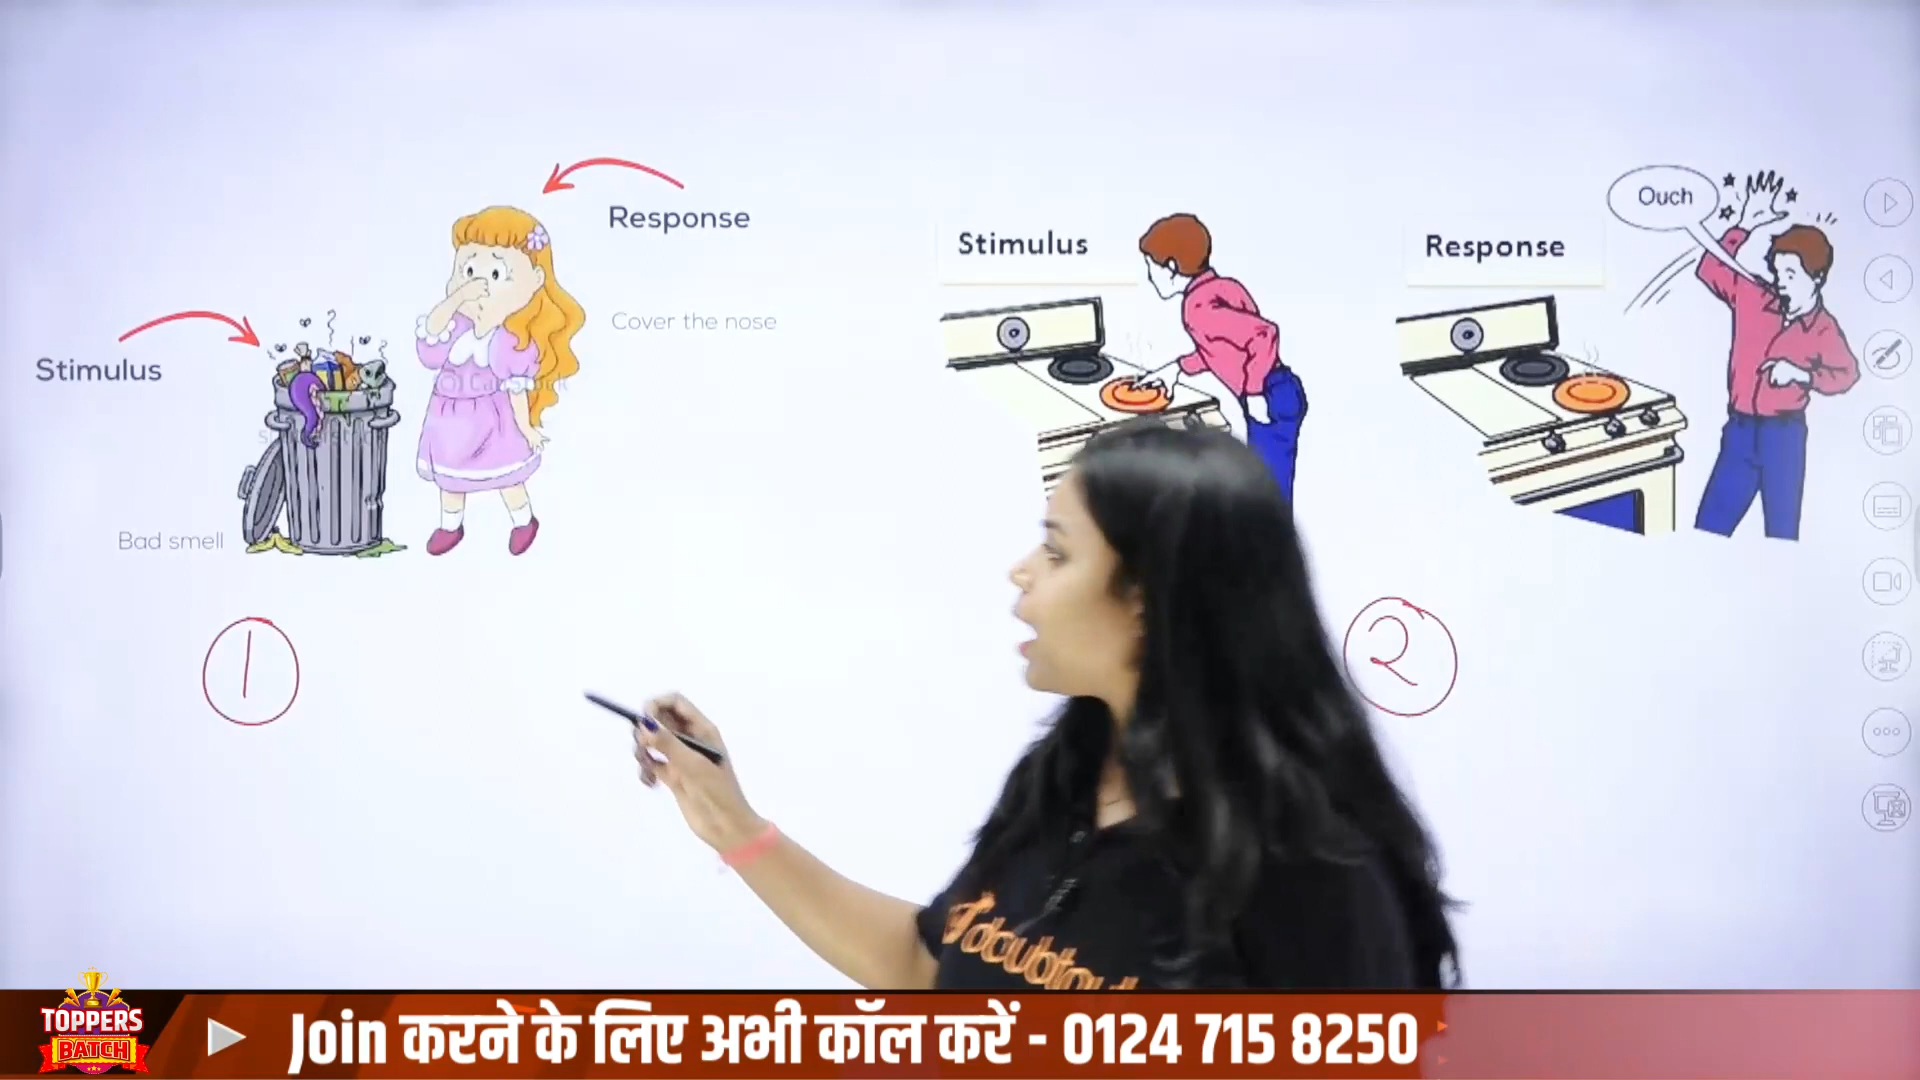 Response
Stimulus
Cover the nose
Bad smell
1
Stimulus
Response
Ouch
2
doubtnut
TOPPERS
BATCH
Join करने के लिए अभी कॉल करें - 0124 715 8250